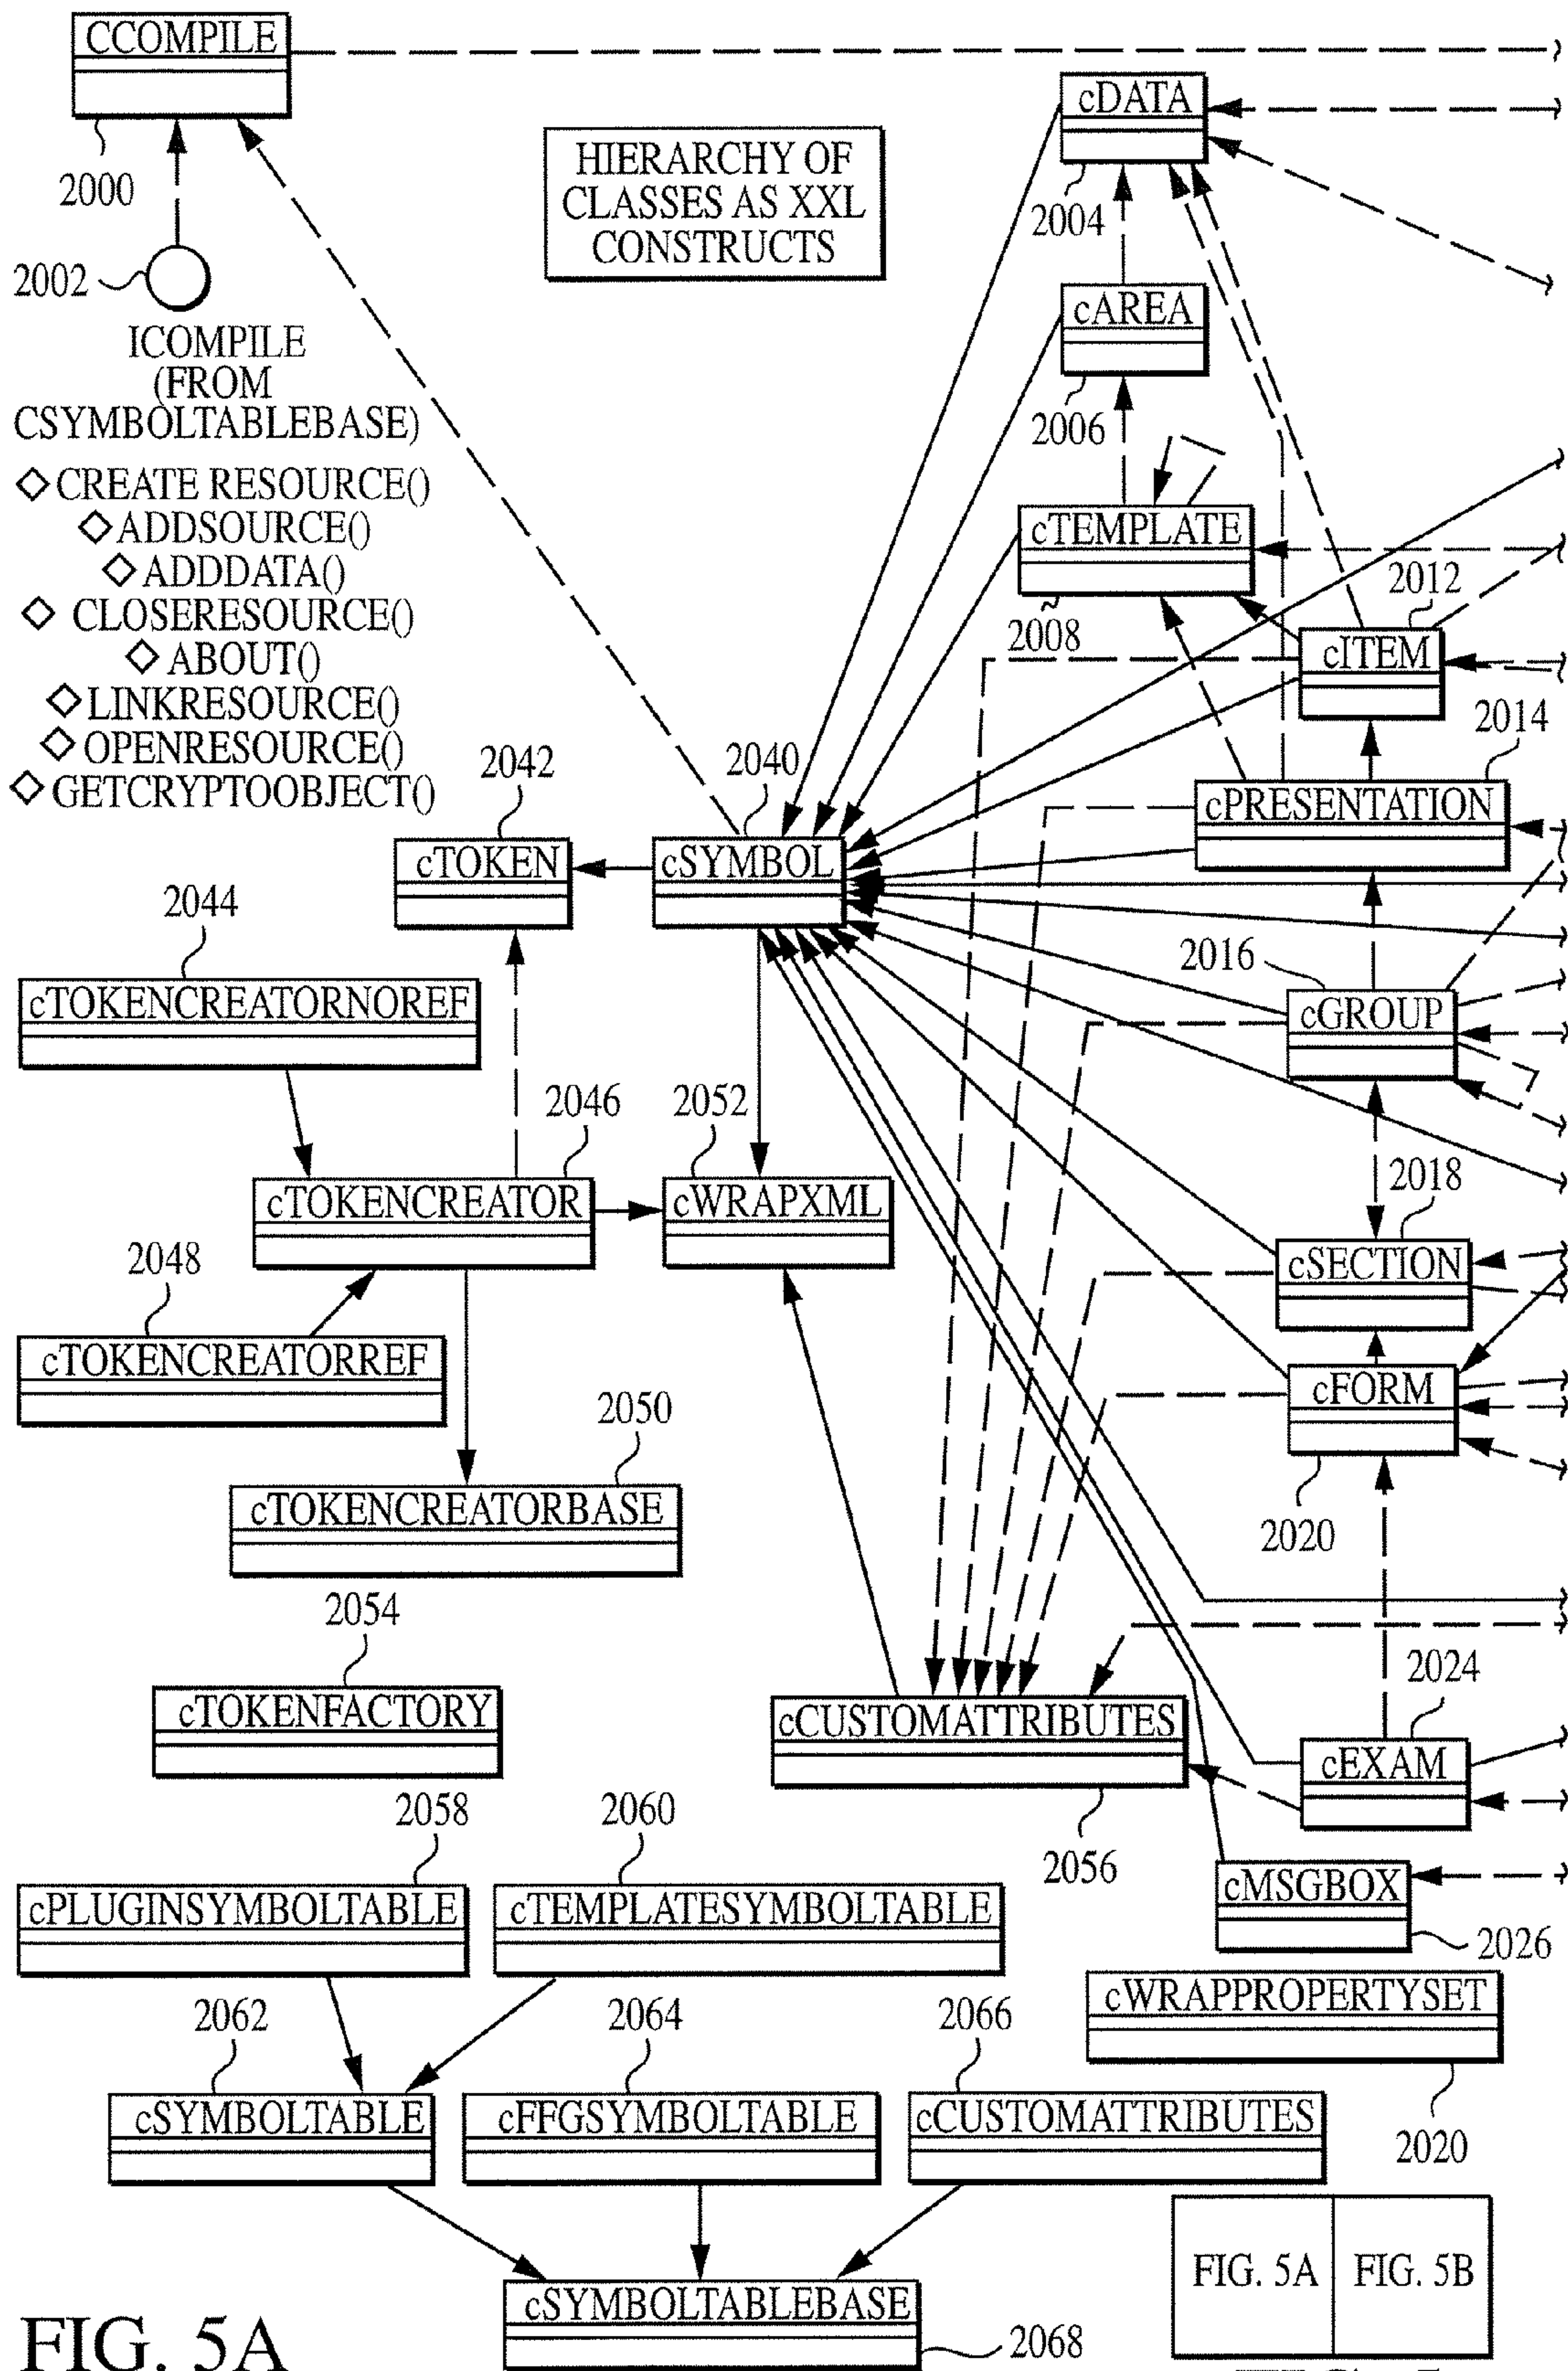 CCOMPILE
2000
2002
ICOMPILE
(FROM
CSYMBOLTABLEBASE)
◇ CREATE RESOURCE()
◇ ADDSOURCE()
◇ ADDDATA()
◇ CLOSERESOURCE()
◇ ABOUT()
◇ LINKRESOURCE()
◇ OPENRESOURCE()
◇ GETCRYPTOOBJECT()
HIERARCHY OF
CLASSES AS XXL
CONSTRUCTS
cDATA
2004
cAREA
2006
cTEMPLATE
2008
2012
cITEM
2014
cPRESENTATION
2042
cTOKEN
2040
cSYMBOL
2044
cTOKENCREATORNOREF
2016
cGROUP
2046
cTOKENCREATOR
2052
cWRAPXML
2018
cSECTION
2048
cTOKENCREATORREF
cFORM
2020
2050
cTOKENCREATORBASE
2054
cTOKENFACTORY
cCUSTOMATTRIBUTES
2056
2024
cEXAM
cMSGBOX
2026
2058
cPLUGINSYMBOLTABLE
2060
cTEMPLATESYMBOLTABLE
cWRAPPROPERTYSET
2020
2062
cSYMBOLTABLE
2064
cFFGSYMBOLTABLE
2066
cCUSTOMATTRIBUTES
cSYMBOLTABLEBASE
2068
FIG. 5A
FIG. 5B
FIG. 5A